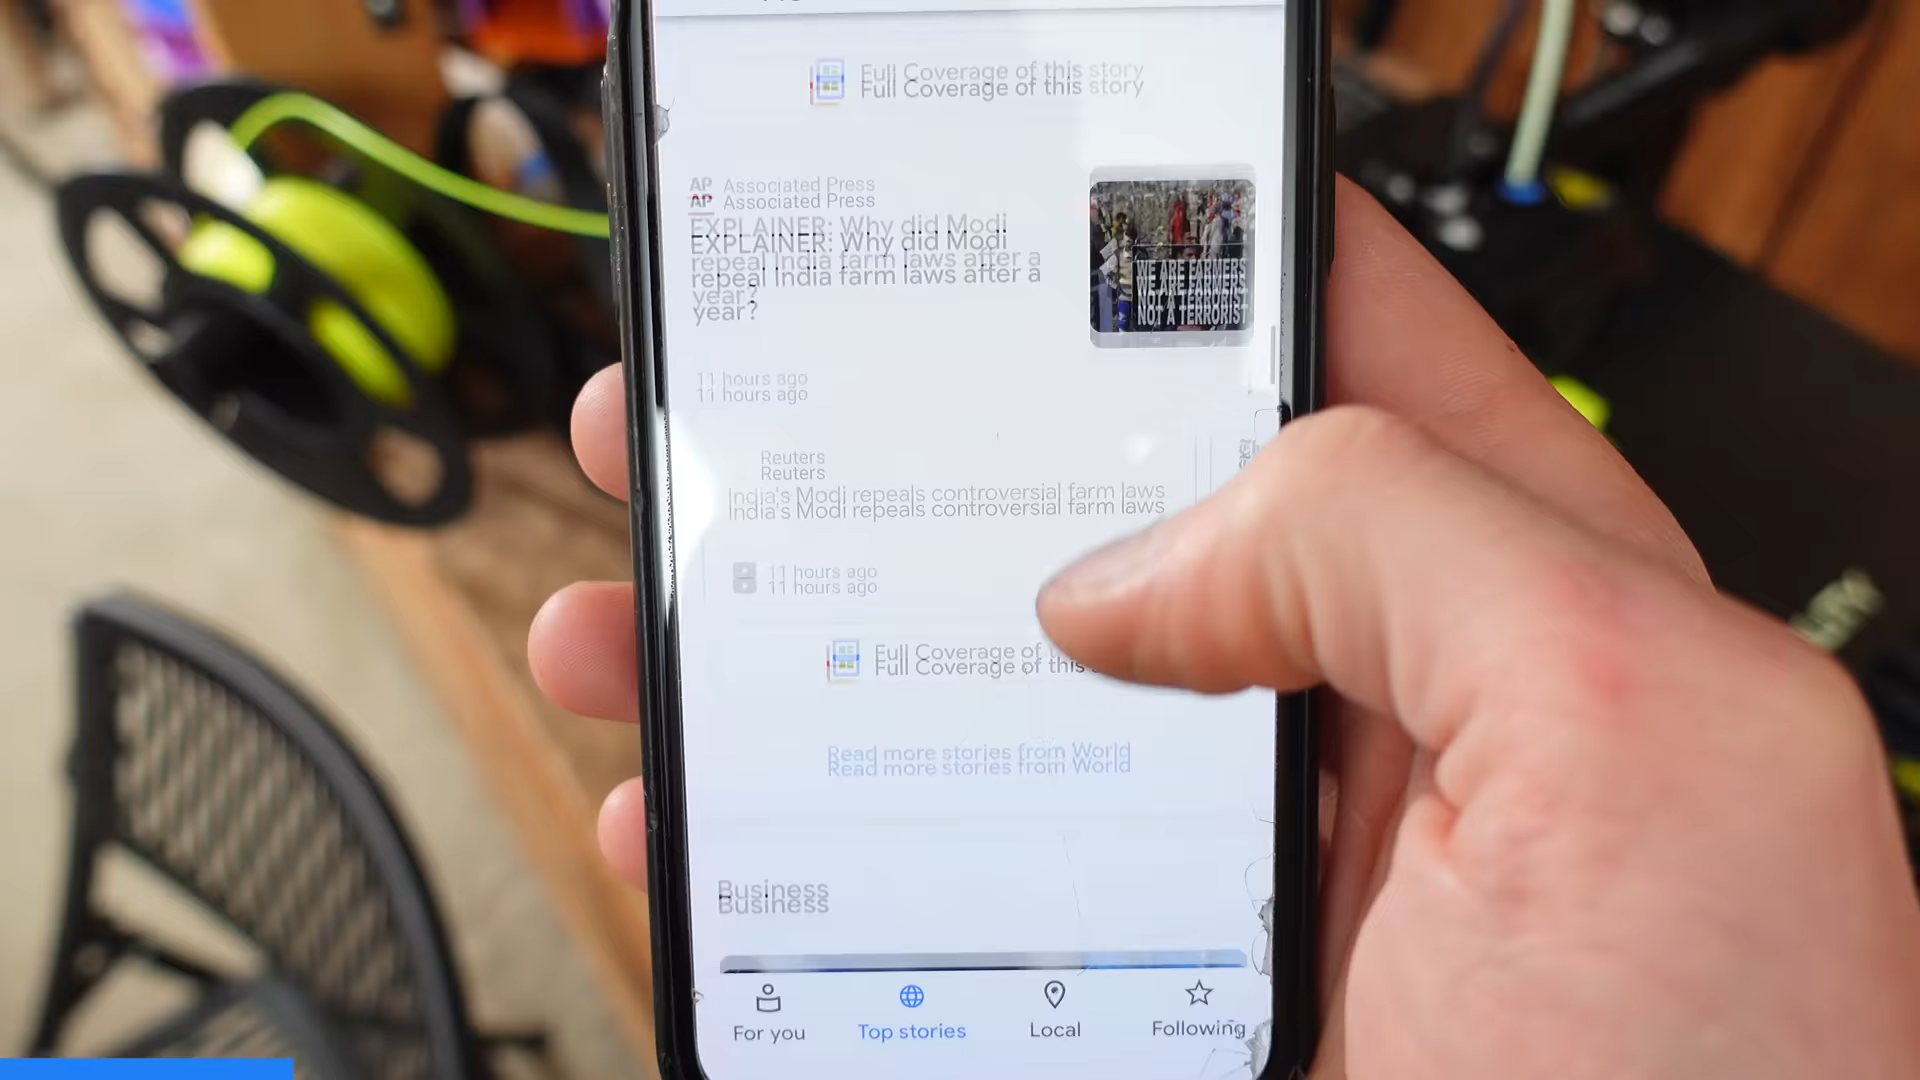 Full Coverage of this story
AP Associated Press
EXPLAINER: Why did Modi
repeal India farm laws after a
year?
WE ARE FARMERS
NOT A TERRORIST
11 hours ago
Reuters
India's Modi repeals controversial farm laws
11 hours ago
Full Coverage of this
Read more stories from World
Business
For you
Top stories
Local
Following